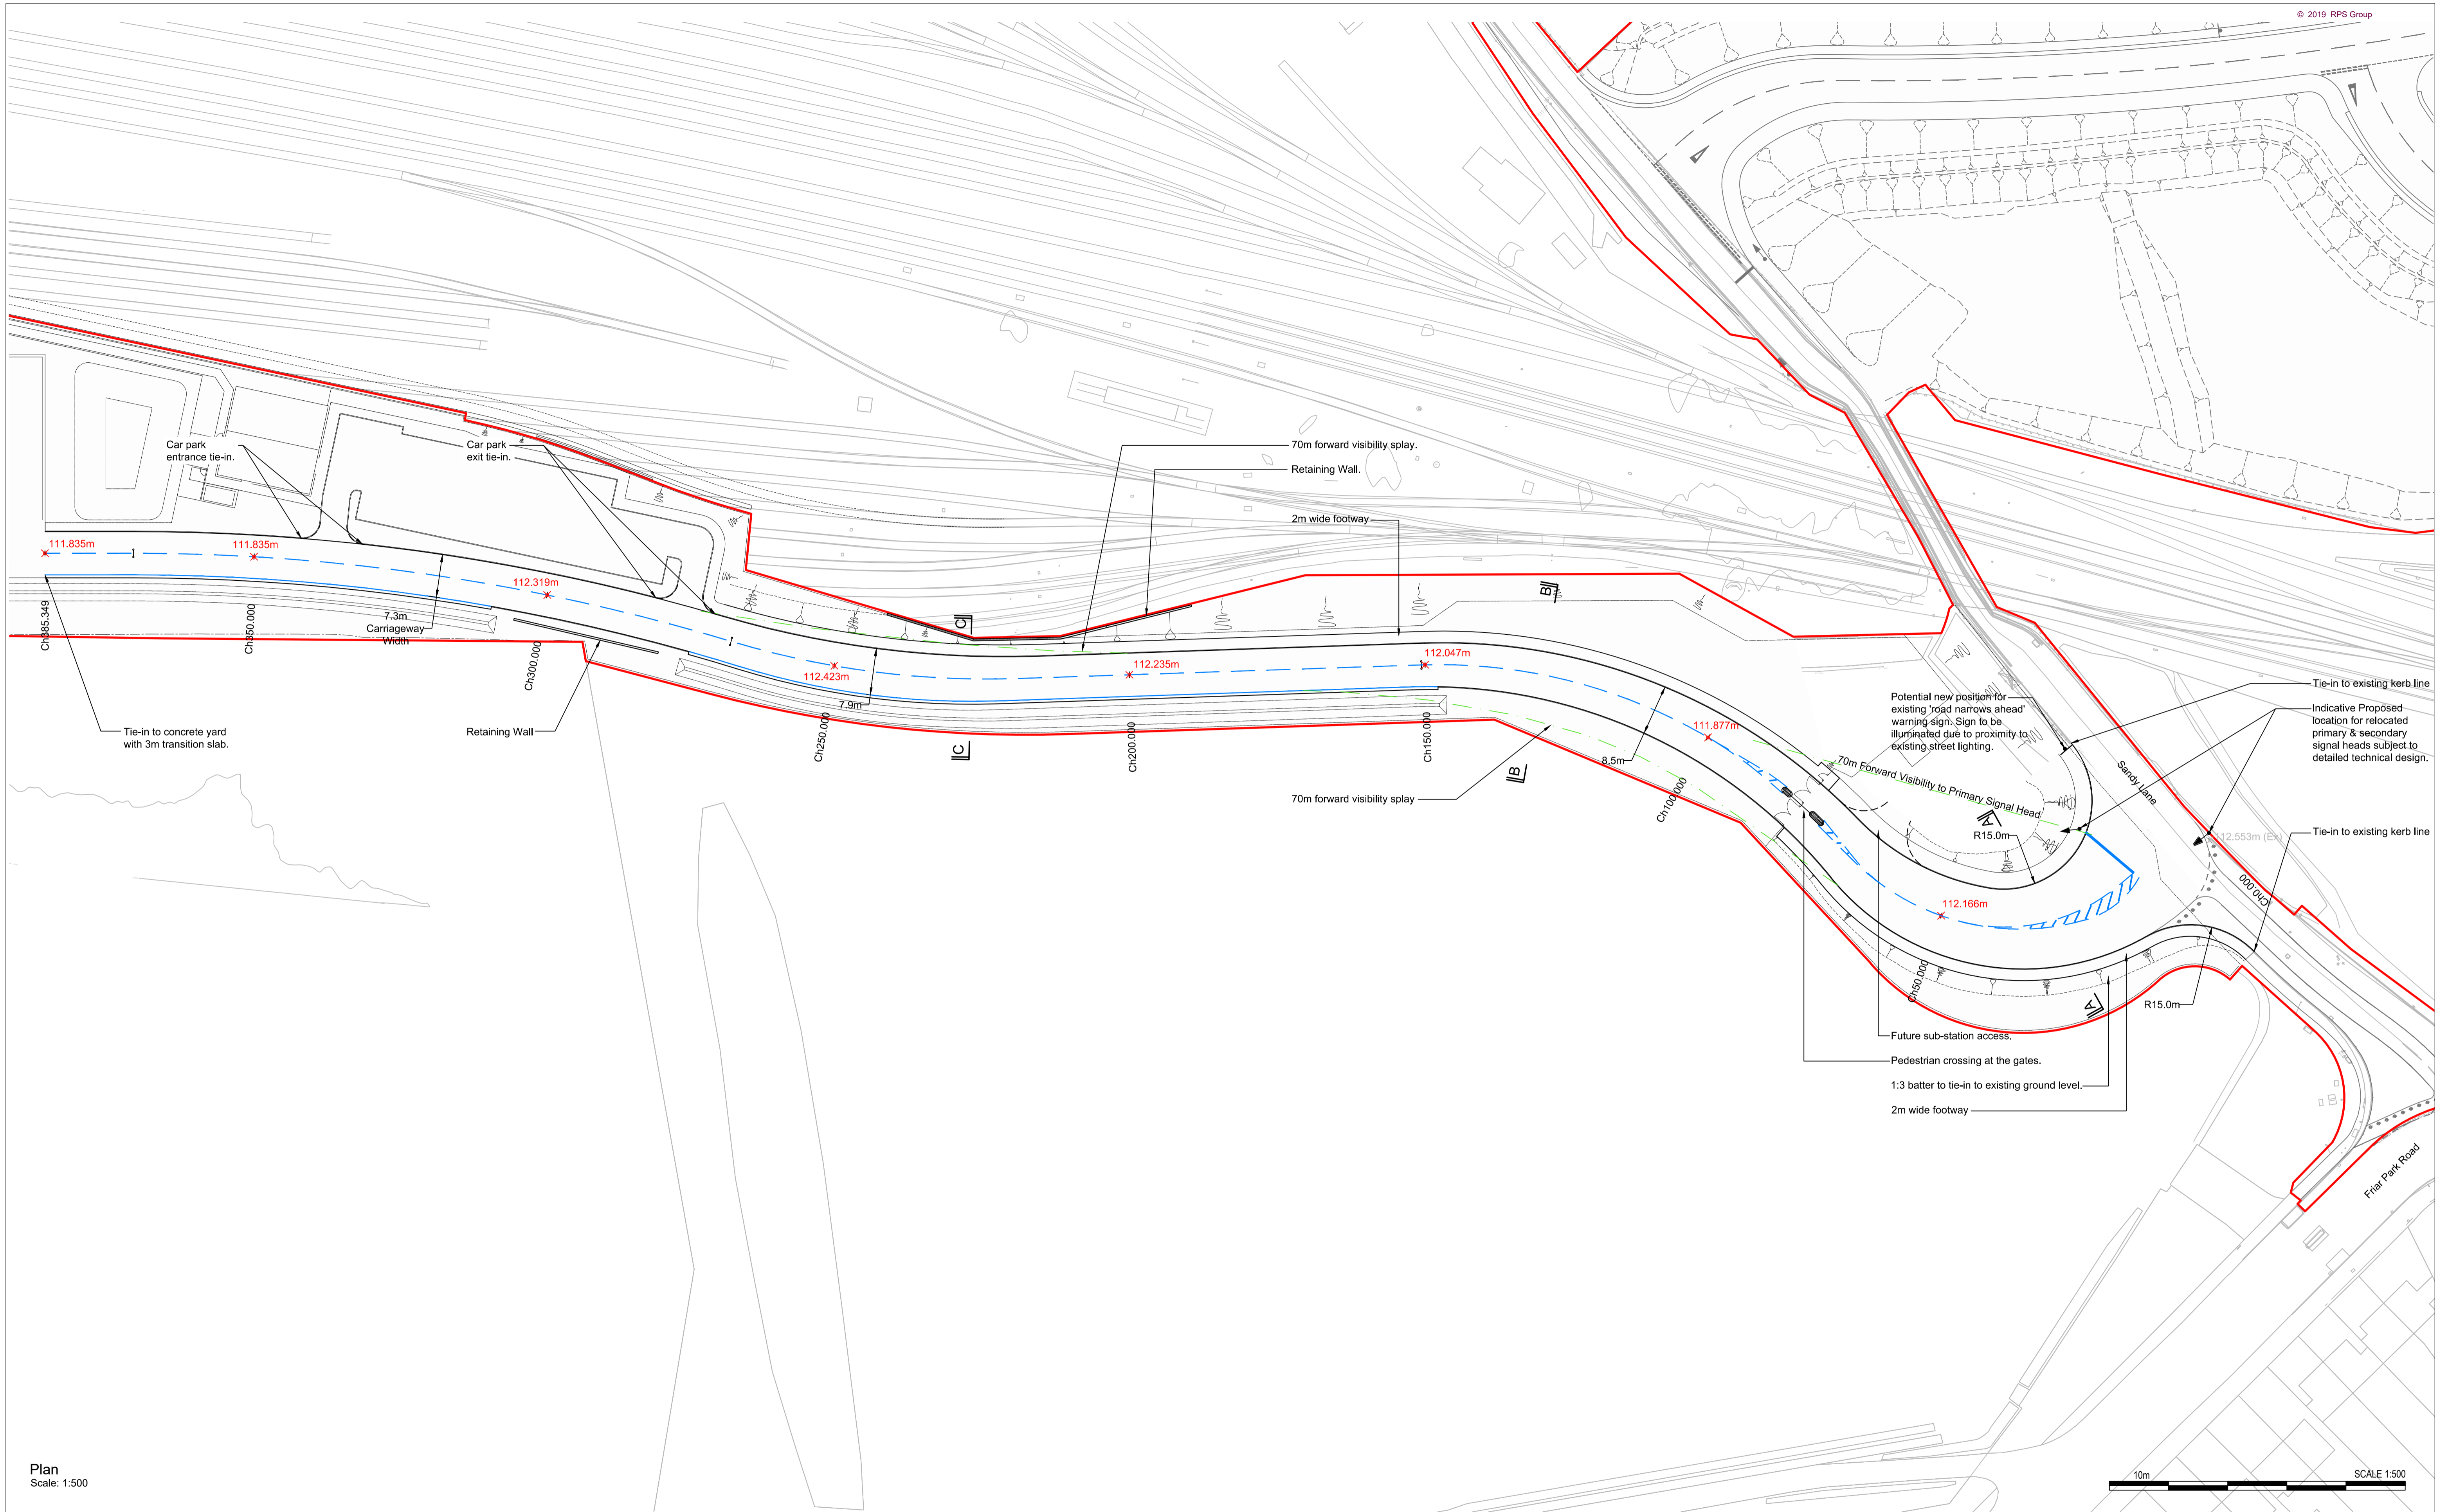 © 2019 RPS Group
Car park
entrance tie-in.
Car park
exit tie-in.
70m forward visibility splay.
Retaining Wall.
2m wide footway
111.835m
111.835m
112.319m
7.3m
Carriageway
Width
Ch385.349
Ch350.000
Ch300.000
Tie-in to concrete yard
with 3m transition slab.
Retaining Wall
C
C
B
B
112.423m
7.9m
Ch250.000
112.235m
Ch200.000
112.047m
Ch150.000
111.877m
8.5m
Ch100.000
70m forward visibility splay
Potential new position for
existing 'road narrows ahead'
warning sign. Sign to be
illuminated due to proximity to
existing street lighting.
70m Forward Visibility to Primary Signal Head
A
R15.0m
Sandy Lane
Tie-in to existing kerb line
Indicative Proposed
location for relocated
primary & secondary
signal heads subject to
detailed technical design.
112.553m (Ex)
Tie-in to existing kerb line
Ch0.000
112.166m
Ch50.000
A
R15.0m
Future sub-station access.
Pedestrian crossing at the gates.
1:3 batter to tie-in to existing ground level.
2m wide footway
Friar Park Road
Plan
Scale: 1:500
10m
SCALE 1:500